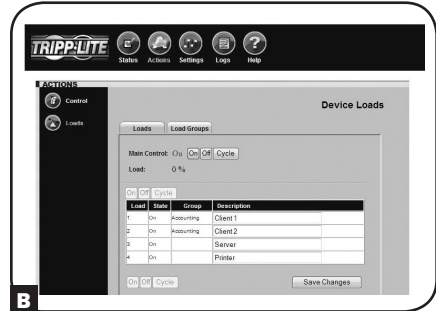 TRIPP·LITE
Status Actions Settings Logs Help
ACTIONS
Control
Loads
Device Loads
Loads Load Groups
Main Control: On On Off Cycle
Load: 0 %
On Off Cycle
Load State Group Description
1 On Accounting Client 1
2 On Accounting Client 2
3 On Server
4 On Printer
On Off Cycle Save Changes
B